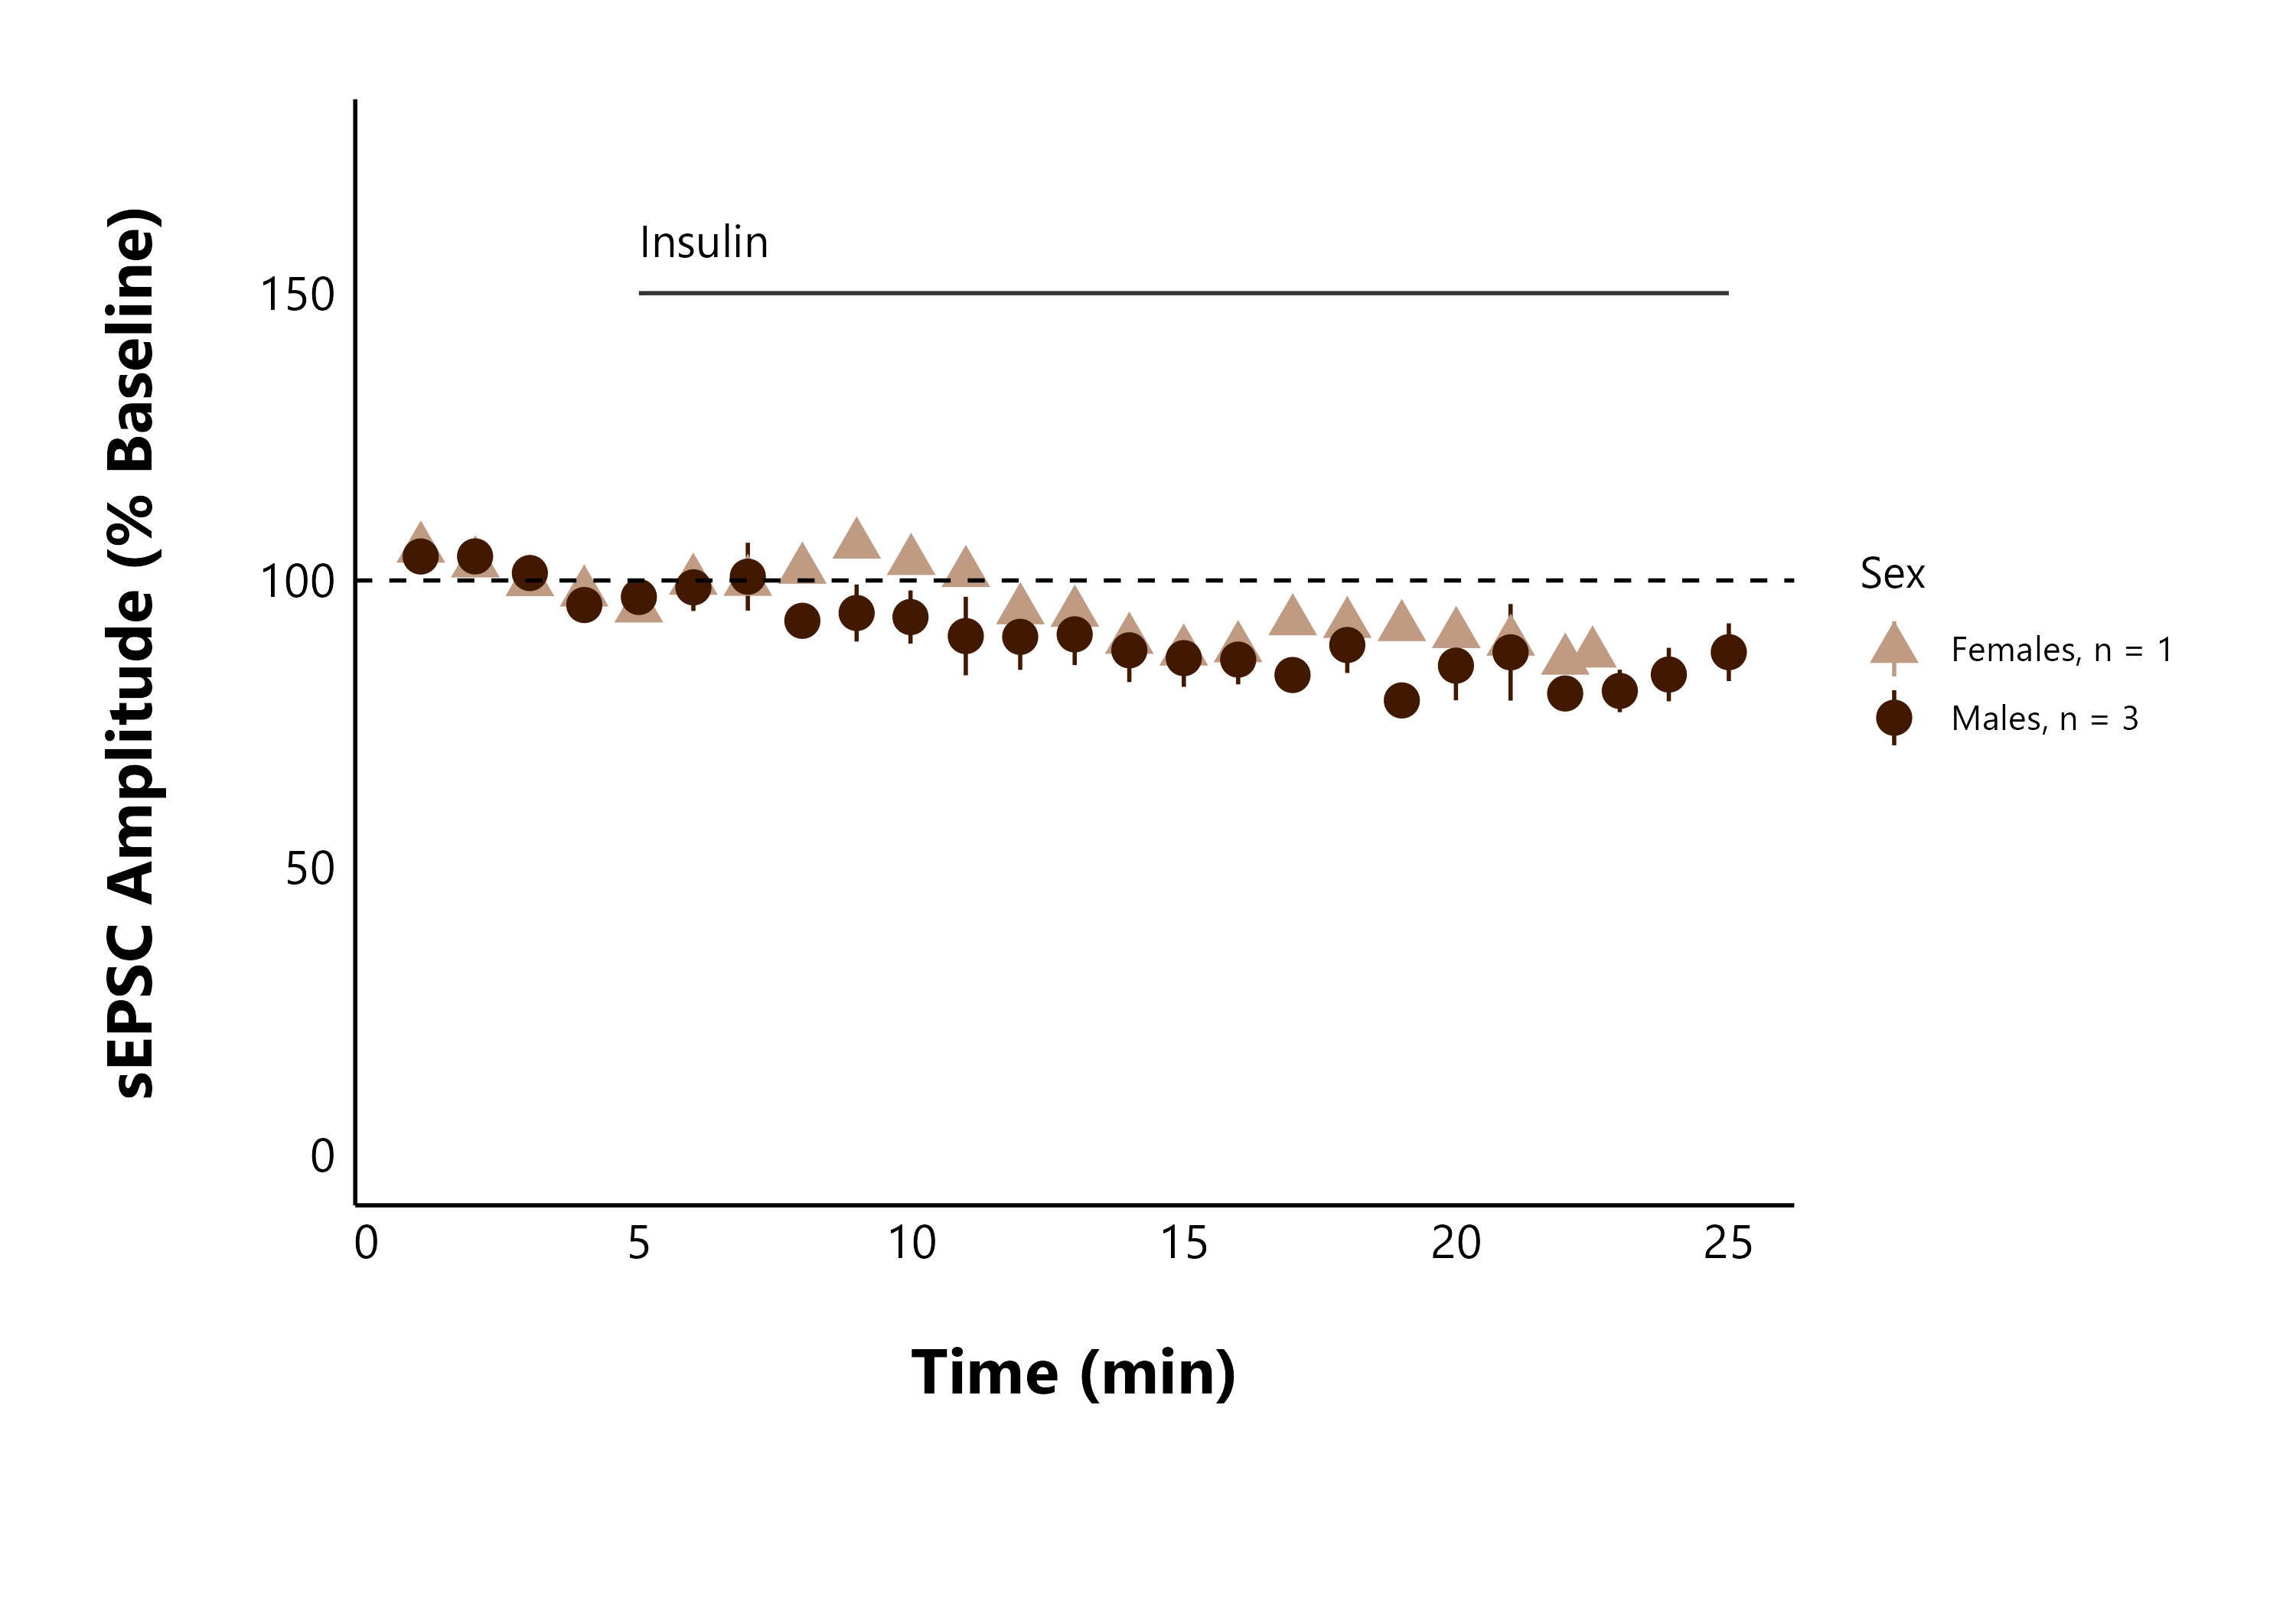 sEPSC Amplitude (% Baseline)
150
100
50
0
Insulin
0 5 10 15 20 25
Time (min)
Sex
Females, n = 1
Males, n = 3